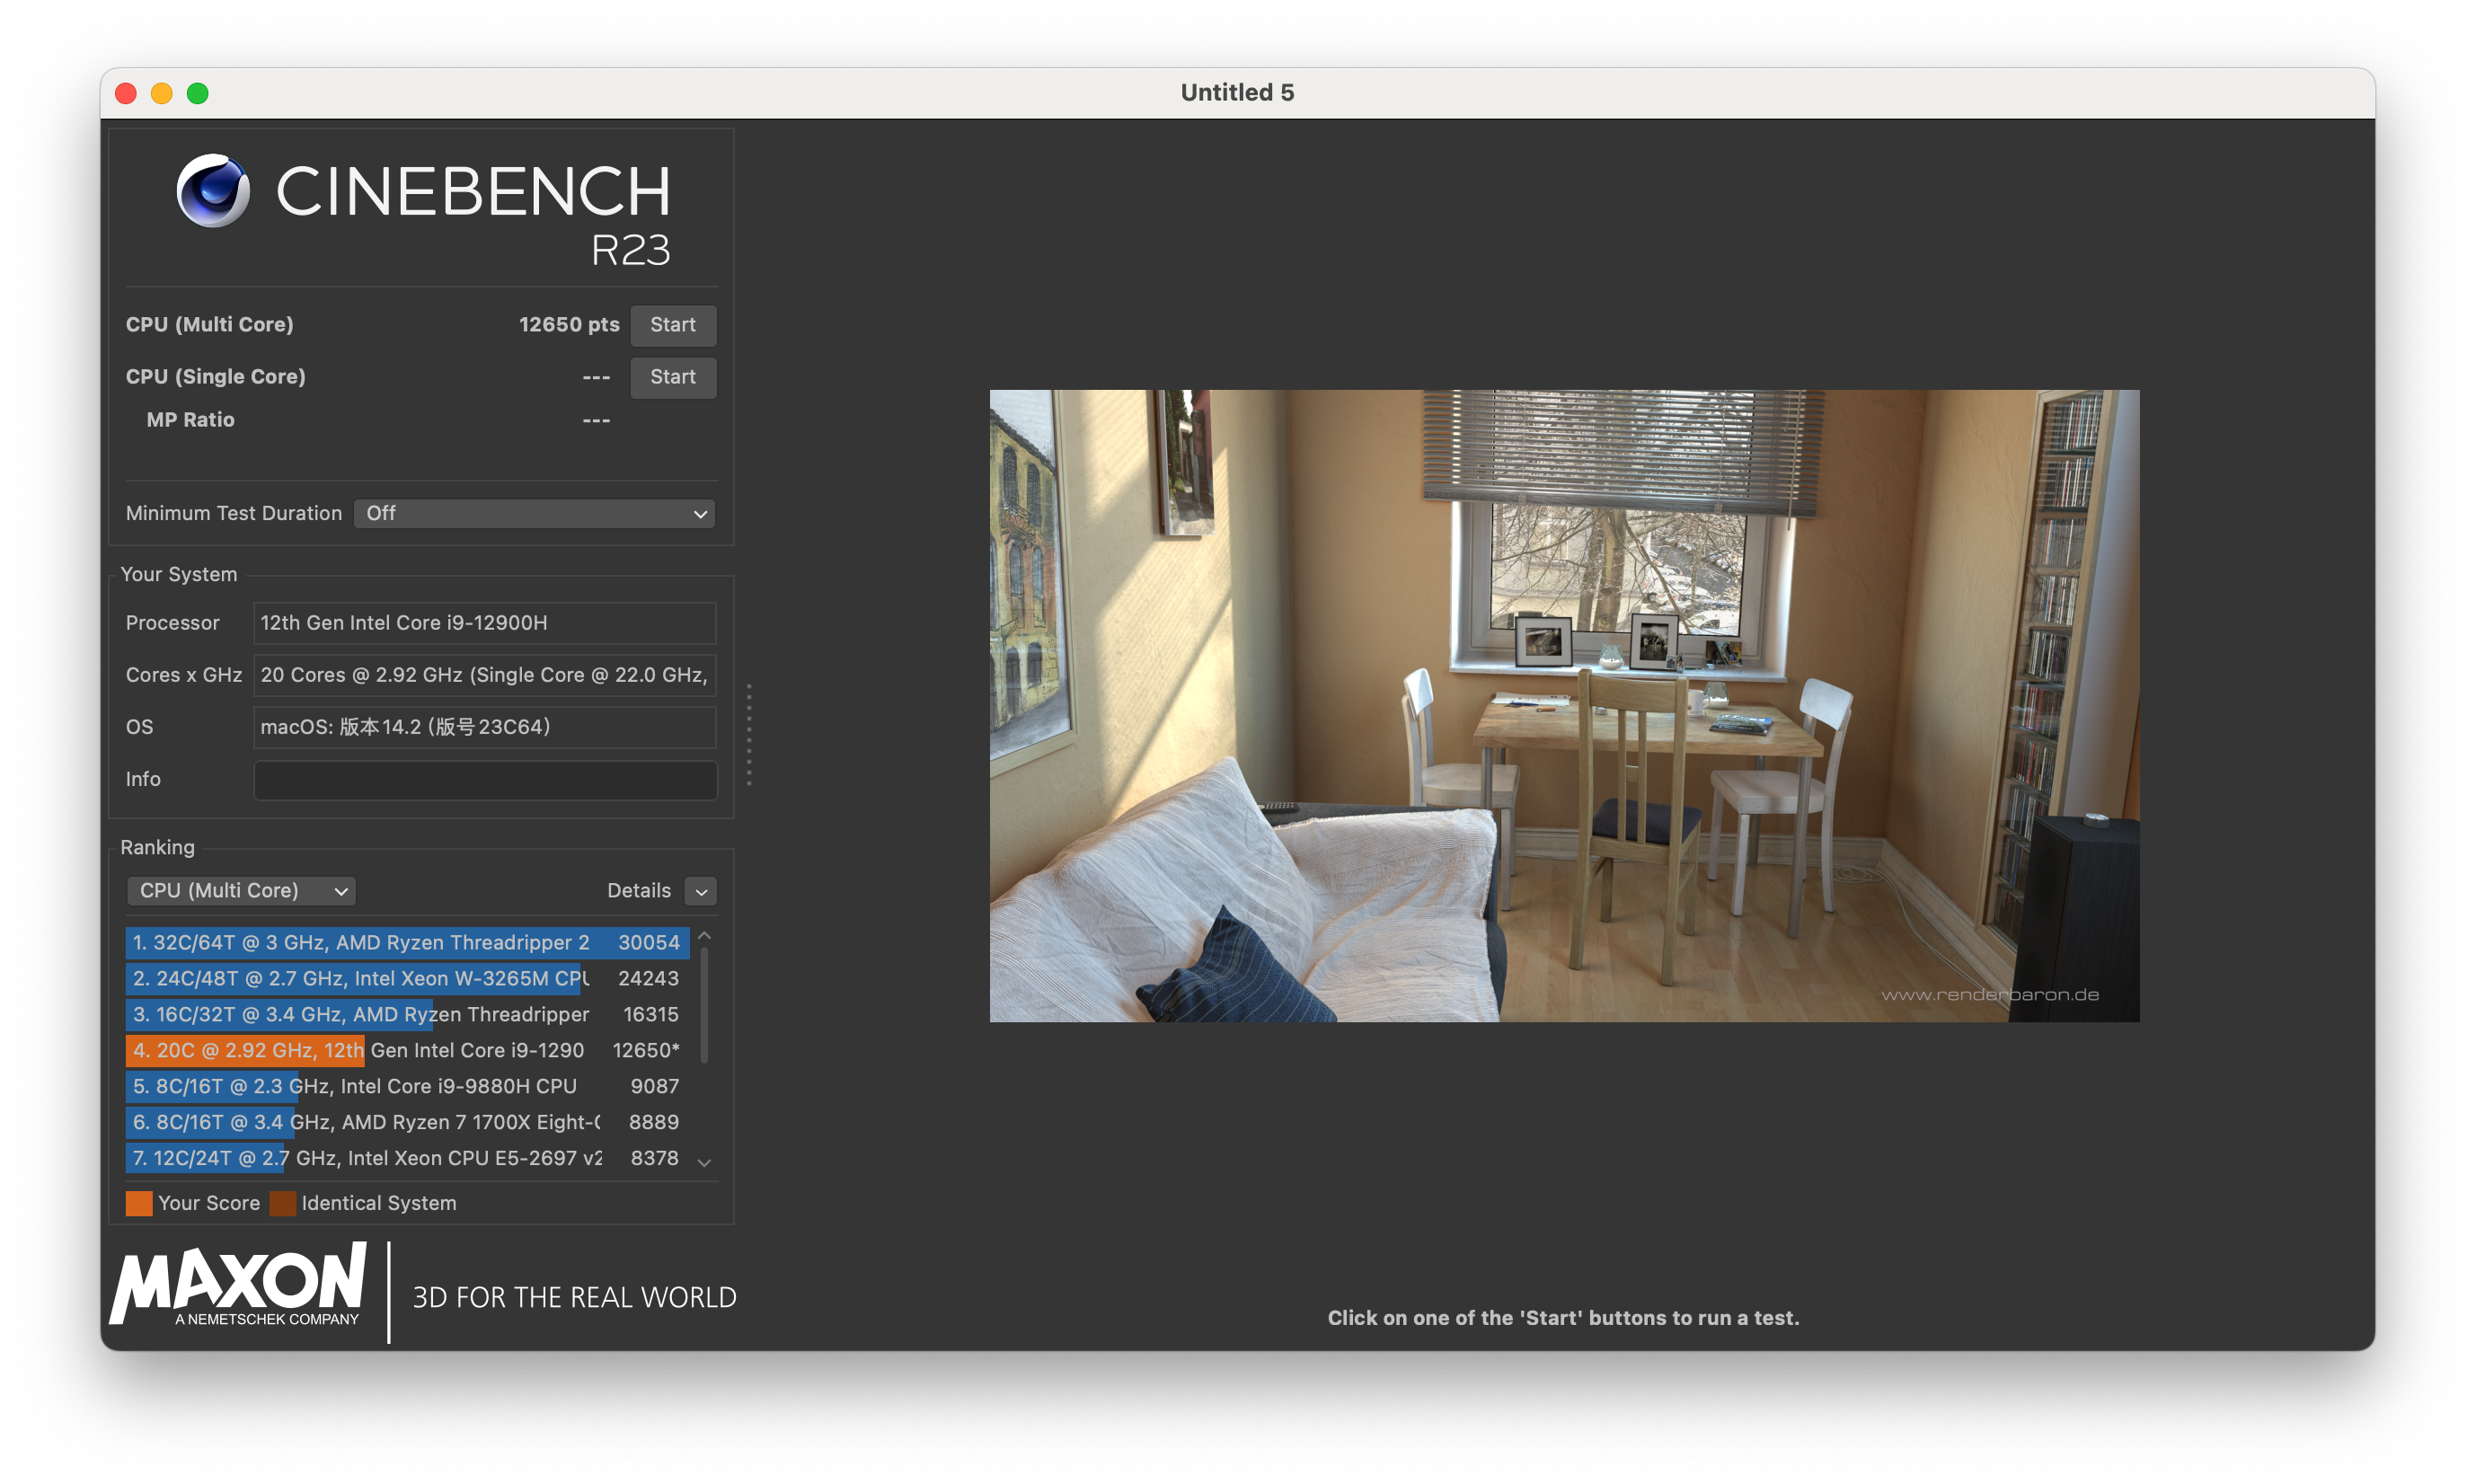 Untitled 5
CINEBENCH
R23
CPU (Multi Core) 12650 pts Start
CPU (Single Core) --- Start
MP Ratio ---
Minimum Test Duration Off
Your System
Processor 12th Gen Intel Core i9-12900H
Cores x GHz 20 Cores @ 2.92 GHz (Single Core @ 22.0 GHz,
OS macOS: 版本14.2 (版号23C64)
Info
Ranking
CPU (Multi Core) Details
1. 32C/64T @ 3 GHz, AMD Ryzen Threadripper 2 30054
2. 24C/48T @ 2.7 GHz, Intel Xeon W-3265M CPU 24243
3. 16C/32T @ 3.4 GHz, AMD Ryzen Threadripper 16315
4. 20C @ 2.92 GHz, 12th Gen Intel Core i9-1290 12650*
5. 8C/16T @ 2.3 GHz, Intel Core i9-9880H CPU 9087
6. 8C/16T @ 3.4 GHz, AMD Ryzen 7 1700X Eight-C 8889
7. 12C/24T @ 2.7 GHz, Intel Xeon CPU E5-2697 v2 8378
Your Score Identical System
MAXON
A NEMETSCHEK COMPANY
3D FOR THE REAL WORLD
www.renderbaron.de
Click on one of the 'Start' buttons to run a test.